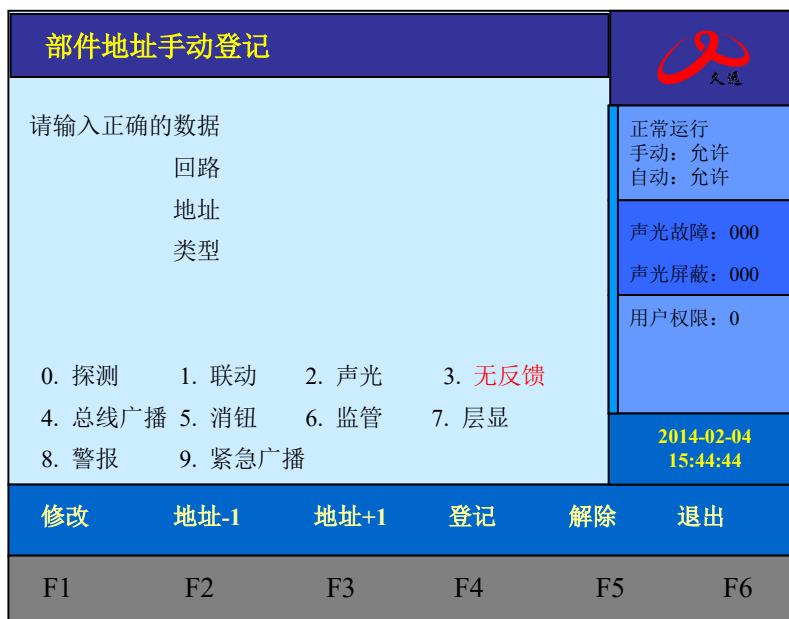 部件地址手动登记
久远
请输入正确的数据
回路
地址
类型
0. 探测 1. 联动 2. 声光 3. 无反馈
4. 总线广播 5. 消钮 6. 监管 7. 层显
8. 警报 9. 紧急广播
正常运行
手动：允许
自动：允许
声光故障：000
声光屏蔽：000
用户权限：0
2014-02-04
15:44:44
修改 地址-1 地址+1 登记 解除 退出
F1 F2 F3 F4 F5 F6